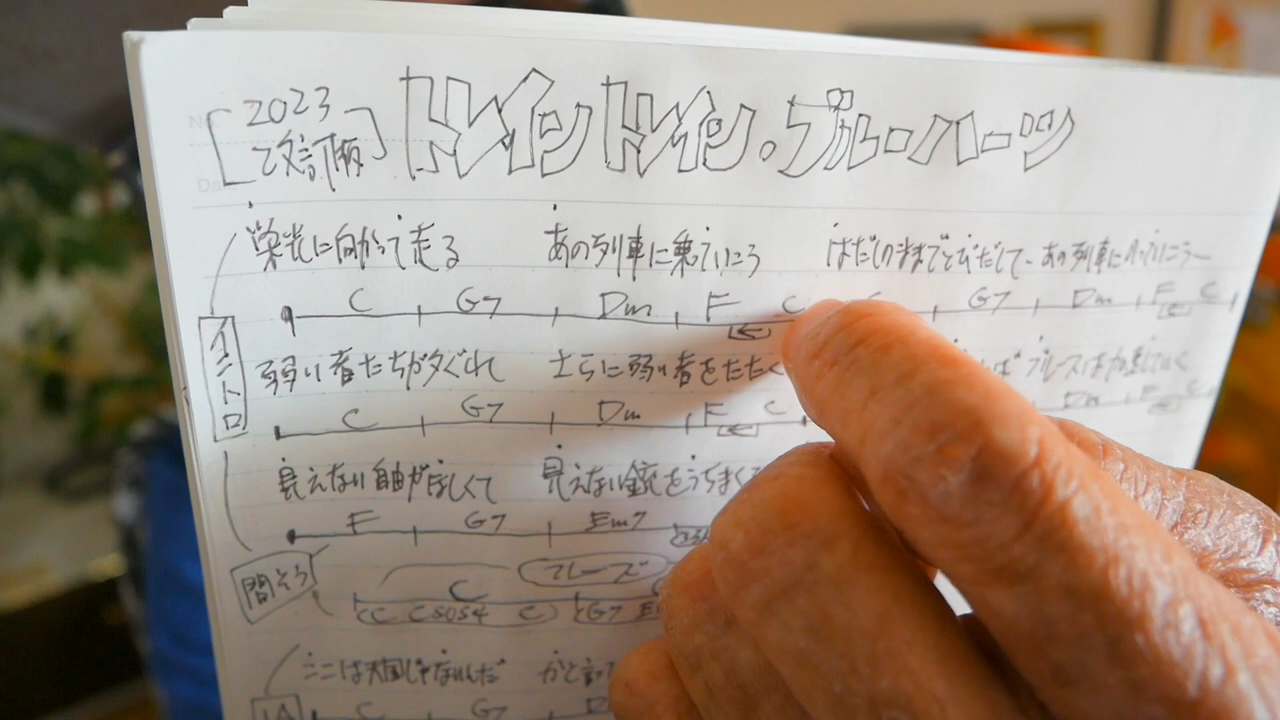 2023
改訂版
トレイントレイン・ブルーハーツ
栄光に向かって走る あの列車に乗っていこう はだしのままでとびだして あの列車にのっていこう
C G7 Dm F C G7 Dm F C
イントロ
弱い者たちが夕ぐれ さらに弱い者をたたく ブルースは加速していく
C G7 Dm F C Dm F C
見えない自由がほしくて 見えない銃をうちまくる
F G7 Em7
間そう
C フレーズ
C Csus4 C G7
ここは天国じゃないんだ かと言って
1A C G7